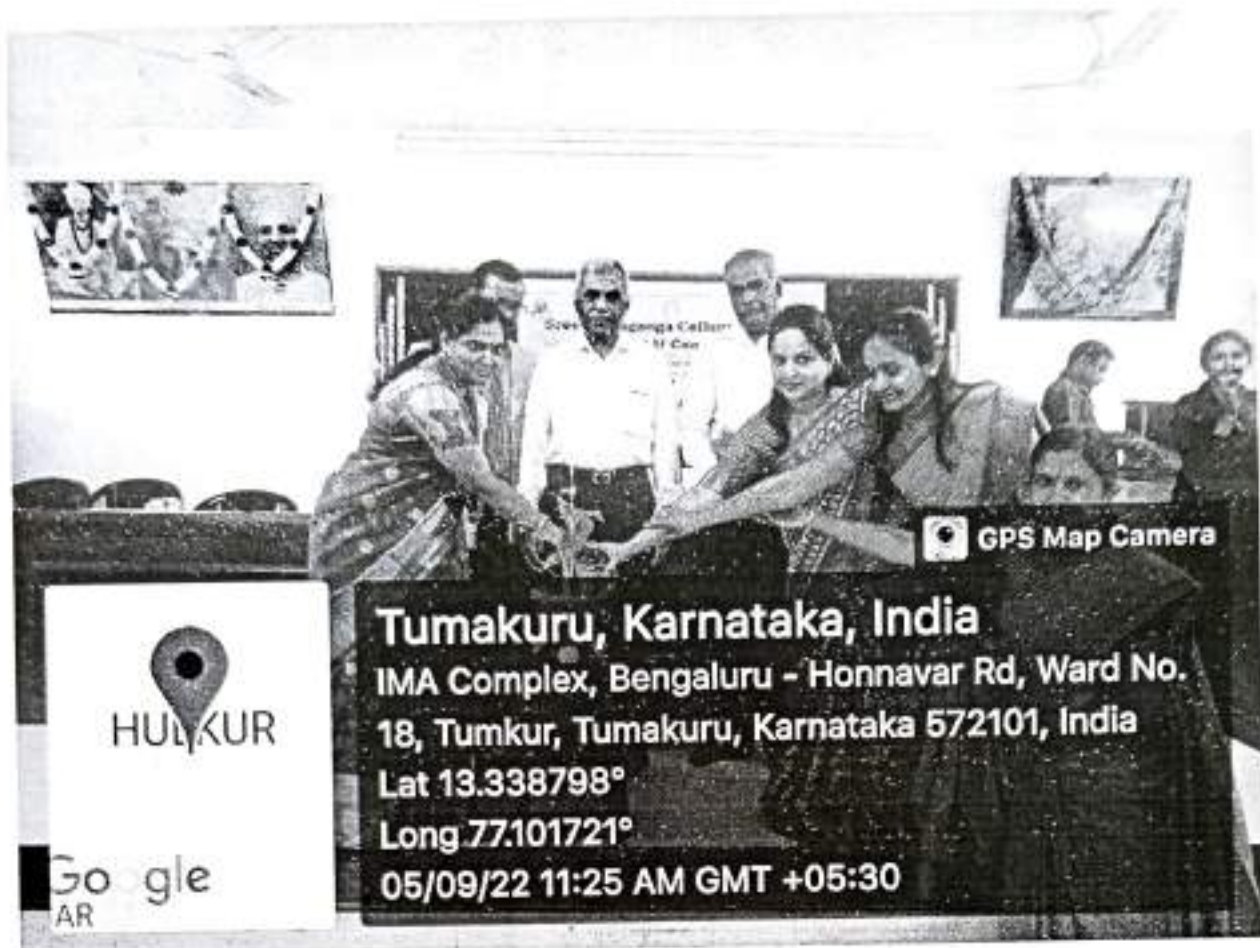 College
GPS Map Camera
Tumakuru, Karnataka, India
IMA Complex, Bengaluru - Honnavar Rd, Ward No.
18, Tumkur, Tumakuru, Karnataka 572101, India
Lat 13.338798°
Long 77.101721°
05/09/22 11:25 AM GMT +05:30
Google
AR